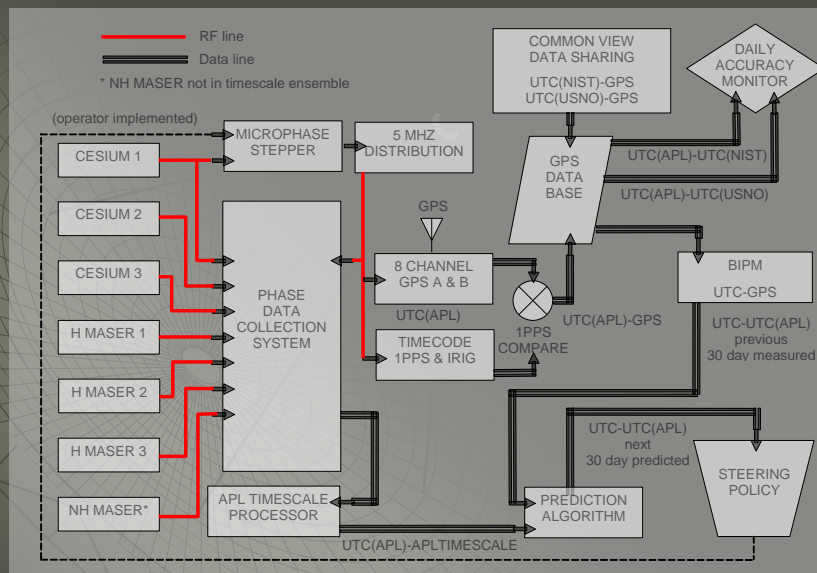 RF line
Data line
* NH MASER not in timescale ensemble
(operator implemented)
CESIUM 1
CESIUM 2
CESIUM 3
H MASER 1
H MASER 2
H MASER 3
NH MASER*
MICROPHASE
STEPPER
5 MHZ
DISTRIBUTION
PHASE
DATA
COLLECTION
SYSTEM
APL TIMESCALE
PROCESSOR
GPS
8 CHANNEL
GPS A & B
UTC(APL)
TIMECODE
1PPS & IRIG
1PPS
COMPARE
UTC(APL)-GPS
COMMON VIEW
DATA SHARING
UTC(NIST)-GPS
UTC(USNO)-GPS
GPS
DATA
BASE
DAILY
ACCURACY
MONITOR
UTC(APL)-UTC(NIST)
UTC(APL)-UTC(USNO)
BIPM
UTC-GPS
UTC-UTC(APL)
previous
30 day measured
UTC-UTC(APL)
next
30 day predicted
STEERING
POLICY
PREDICTION
ALGORITHM
UTC(APL)-APLTIMESCALE